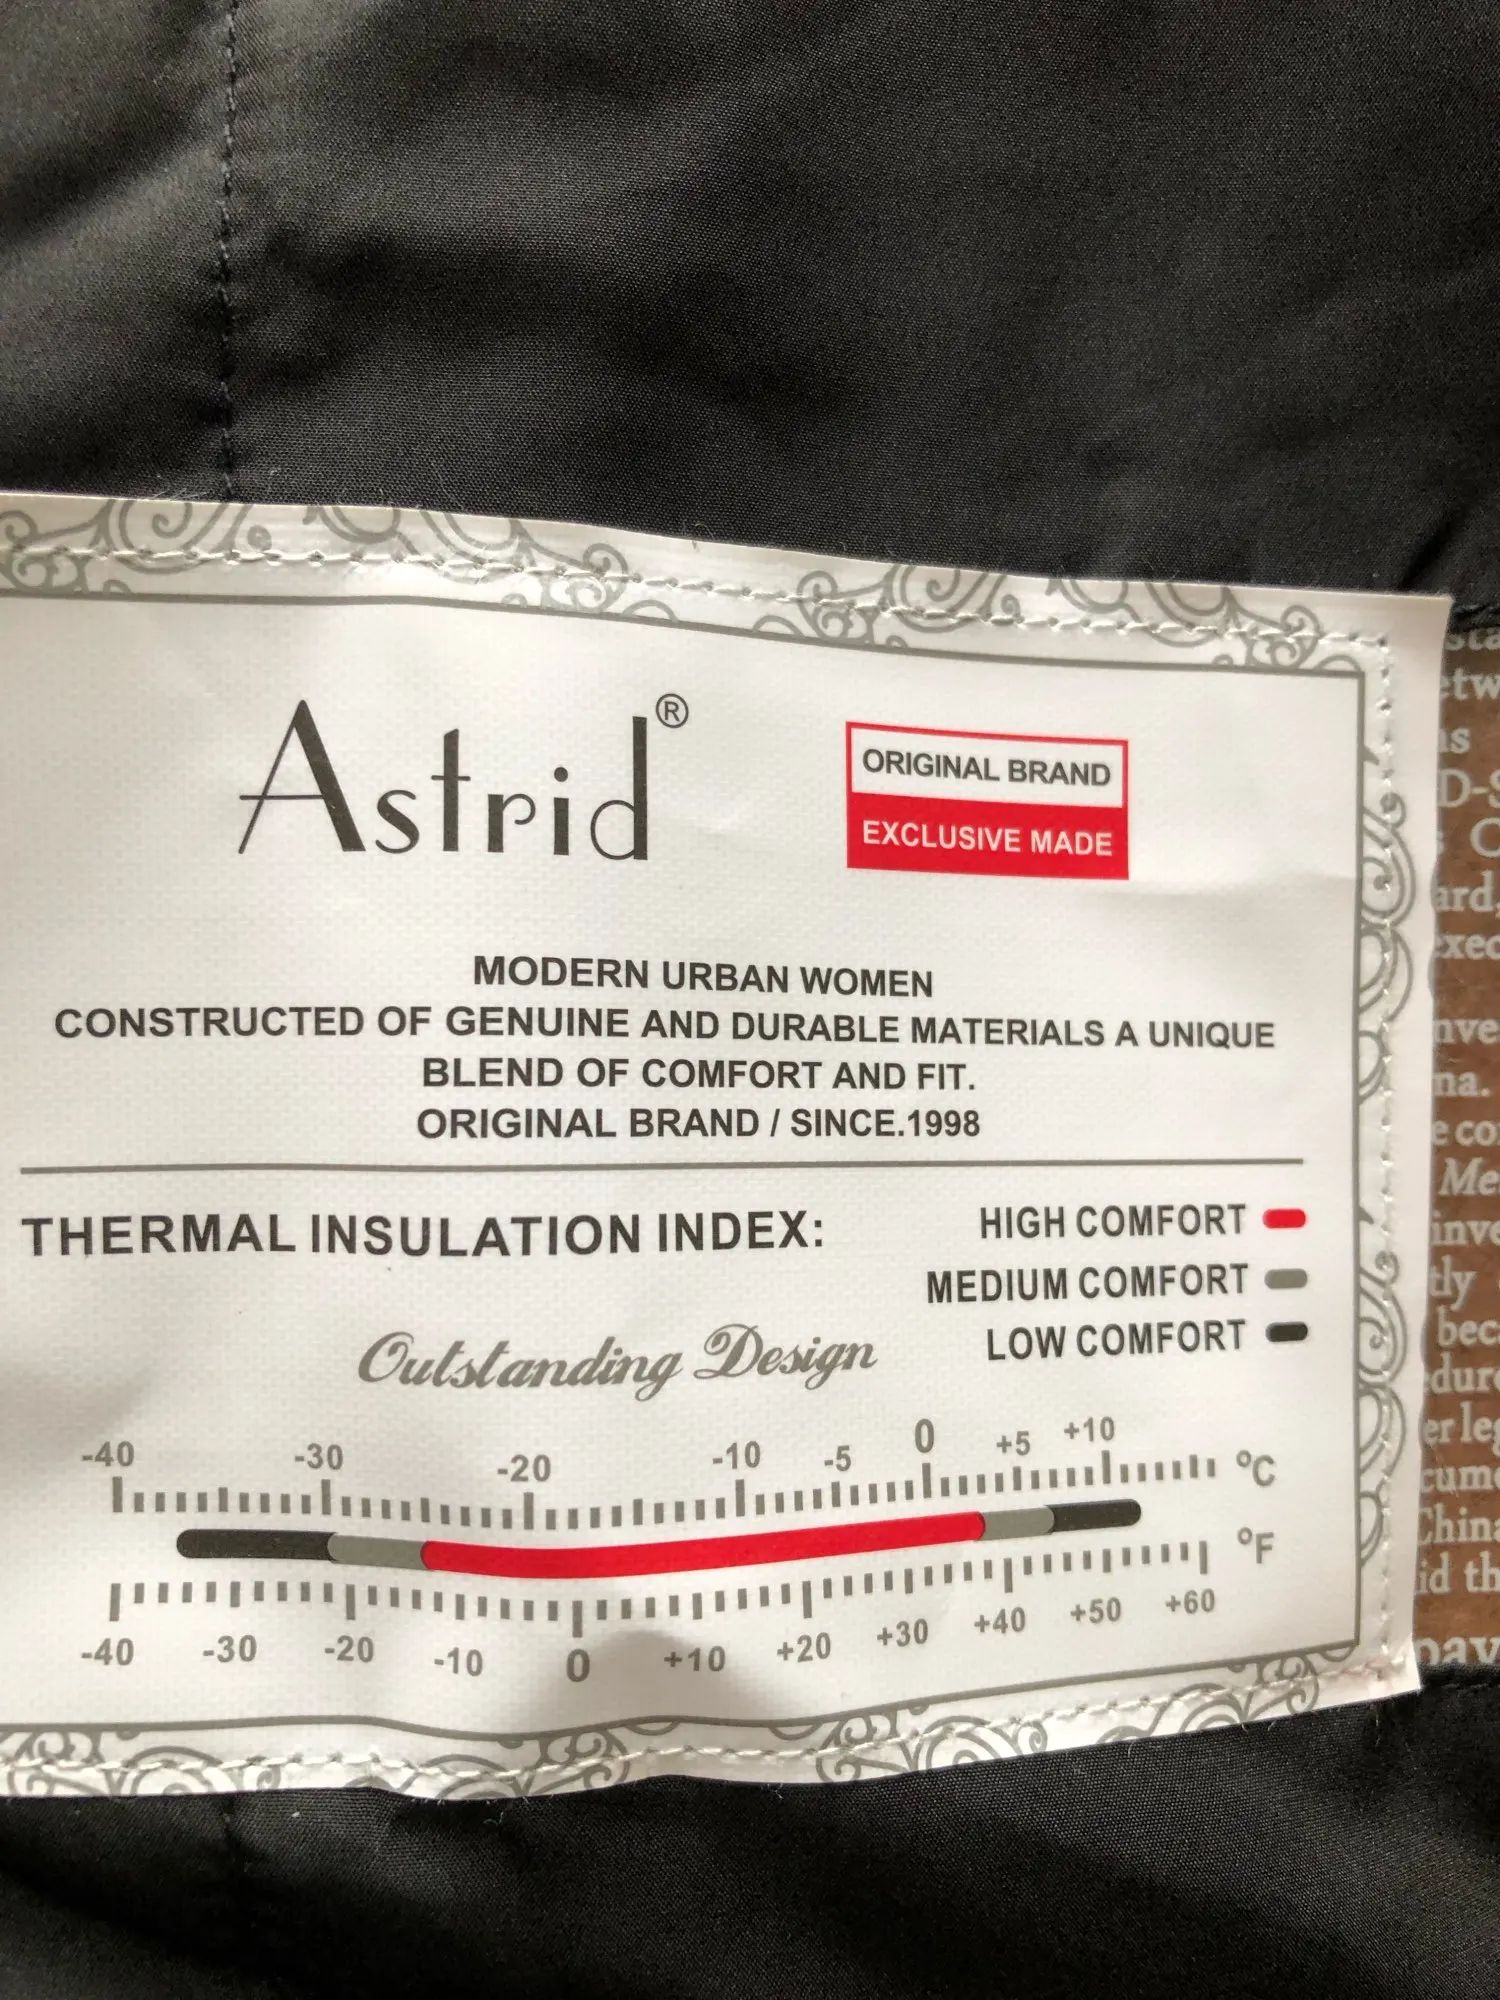 Astrid®
ORIGINAL BRAND
EXCLUSIVE MADE
MODERN URBAN WOMEN
CONSTRUCTED OF GENUINE AND DURABLE MATERIALS A UNIQUE
BLEND OF COMFORT AND FIT.
ORIGINAL BRAND / SINCE.1998
THERMAL INSULATION INDEX:
HIGH COMFORT
MEDIUM COMFORT
LOW COMFORT
Outstanding Design
-40 -30 -20 -10 -5 0 +5 +10
°C
°F
-40 -30 -20 -10 0 +10 +20 +30 +40 +50 +60